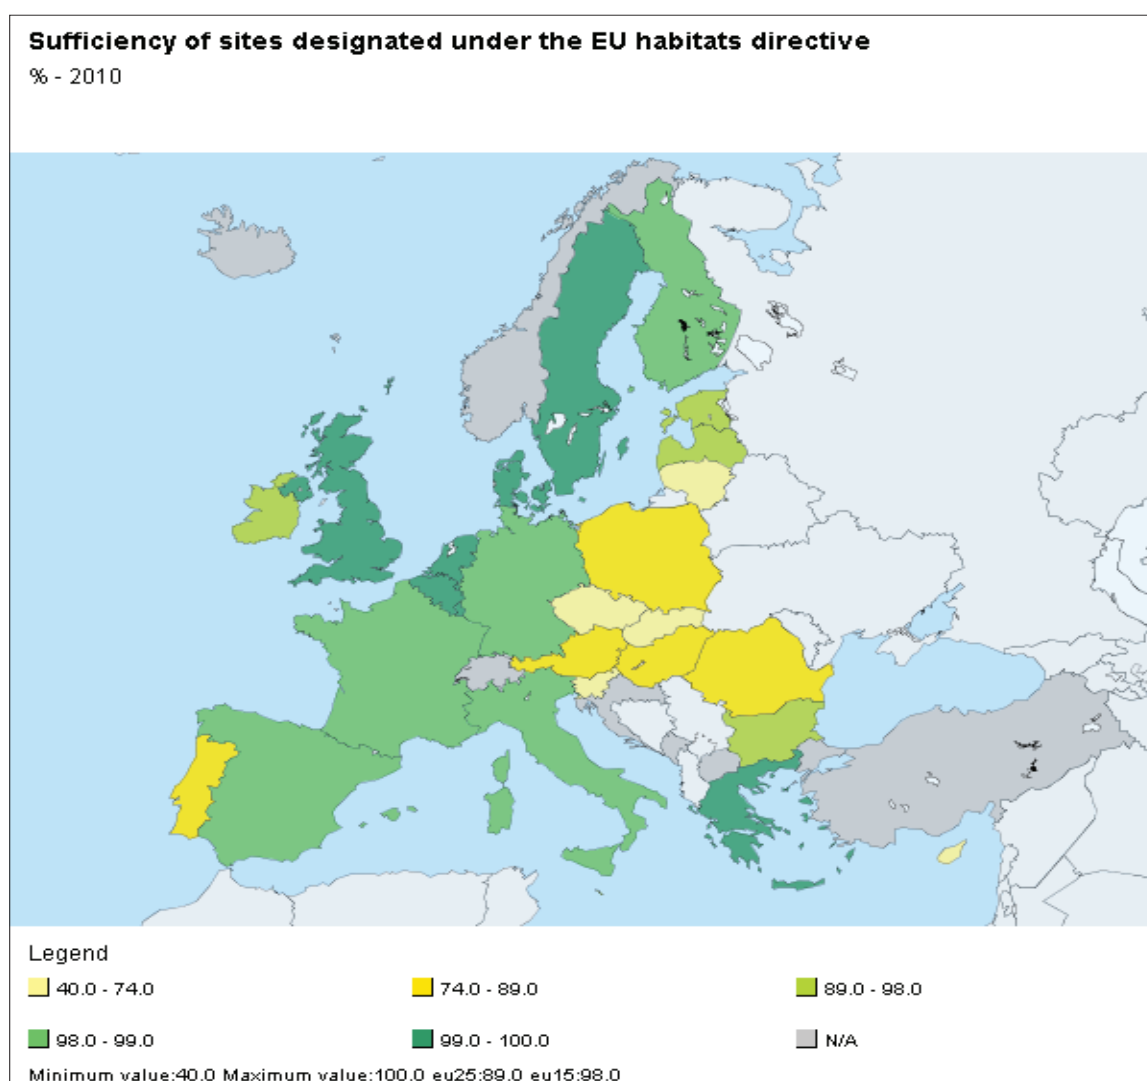 Sufficiency of sites designated under the EU habitats directive
% - 2010
Legend
40.0 - 74.0 74.0 - 89.0 89.0 - 98.0
98.0 - 99.0 99.0 - 100.0 N/A
Minimum value:40.0 Maximum value:100.0 eu25:89.0 eu15:98.0